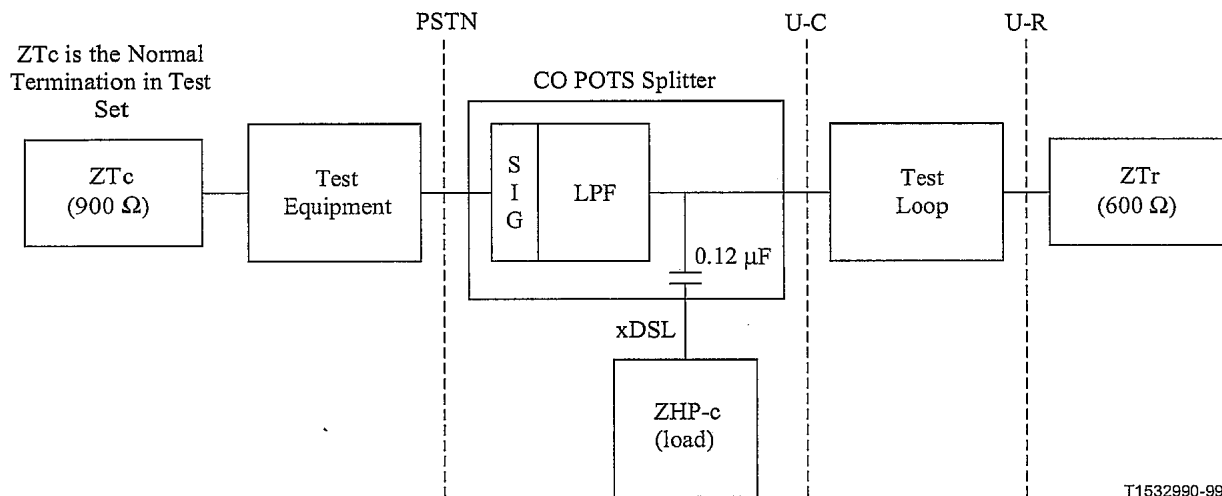 PSTN
U-C
U-R
ZTc is the Normal
Termination in Test
Set
CO POTS Splitter
ZTc
(900 Ω)
Test
Equipment
S
I
G
LPF
0.12 µF
Test
Loop
ZTr
(600 Ω)
xDSL
ZHP-c
(load)
T1532990-99